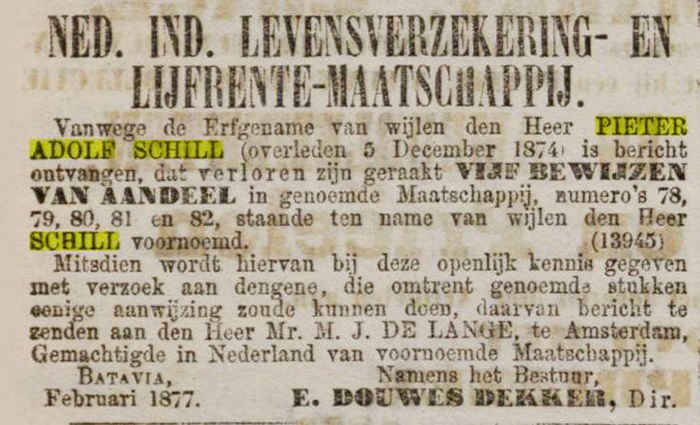 NED. IND. LEVENSVERZEKERING- EN
LIJFRENTE-MAATSCHAPPIJ.
Vanwege de Erfgename van wijlen den Heer PIETER
ADOLF SCHILL (overleden 5 December 1874) is bericht
ontvangen, dat verloren zijn geraakt VIJF BEWIJZEN
VAN AANDEEL in genoemde Maatschappij, numero's 78,
79, 80, 81 en 82, staande ten name van wijlen den Heer
SCHILL voornoemd. (13945)
Mitsdien wordt hiervan bij deze openlijk kennis gegeven
met verzoek aan dengene, die omtrent genoemde stukken
eenige aanwijzing zoude kunnen doen, daarvan bericht te
zenden aan den Heer Mr. M. J. DE LANGE, te Amsterdam,
Gemachtigde in Nederland van voornoemde Maatschappij.
BATAVIA, Namens het Bestuur,
Februari 1877. E. DOUWES DEKKER, Dir.